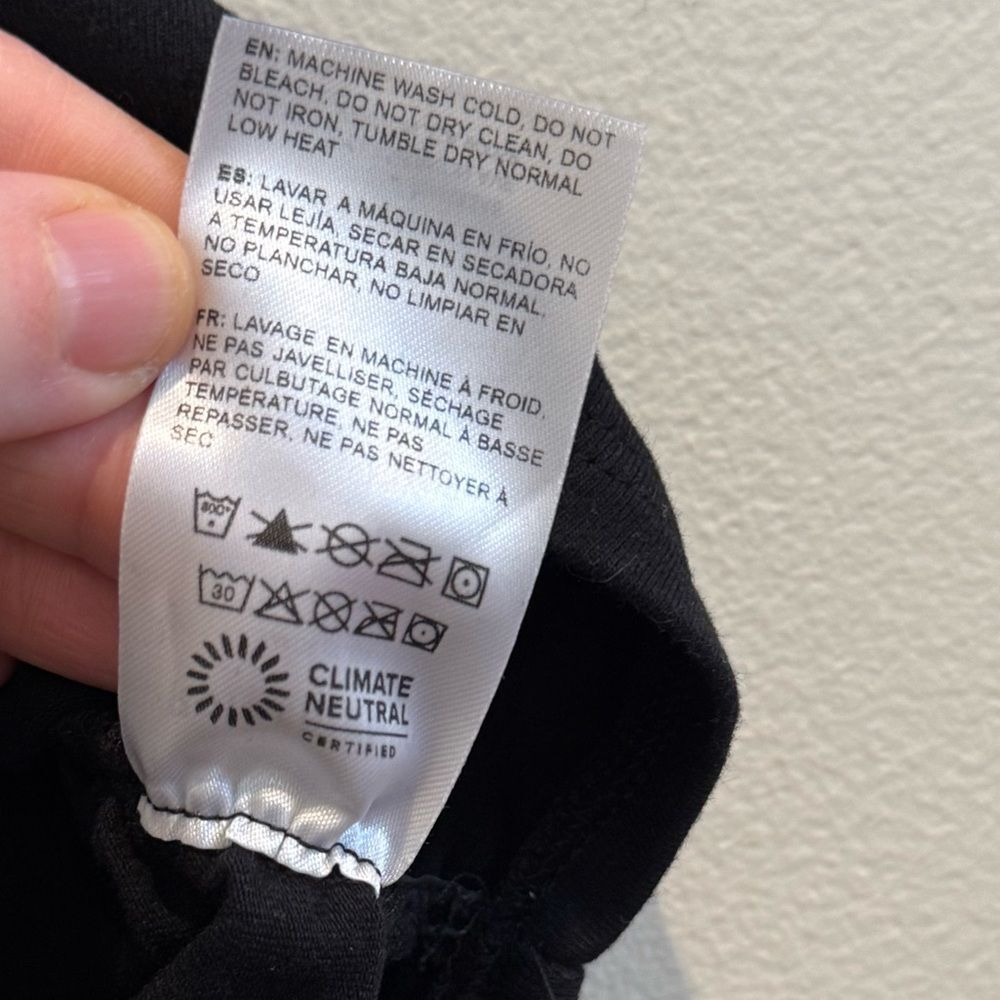 EN: MACHINE WASH COLD, DO NOT
BLEACH, DO NOT DRY CLEAN, DO
NOT IRON, TUMBLE DRY NORMAL
LOW HEAT
ES: LAVAR A MÁQUINA EN FRÍO, NO
USAR LEJÍA, SECAR EN SECADORA
A TEMPERATURA BAJA NORMAL,
NO PLANCHAR, NO LIMPIAR EN
SECO
FR: LAVAGE EN MACHINE À FROID,
NE PAS JAVELLISER, SÉCHAGE
PAR CULBUTAGE NORMAL À BASSE
TEMPÉRATURE, NE PAS
REPASSER, NE PAS NETTOYER À
SEC
30
CLIMATE
NEUTRAL
CERTIFIED